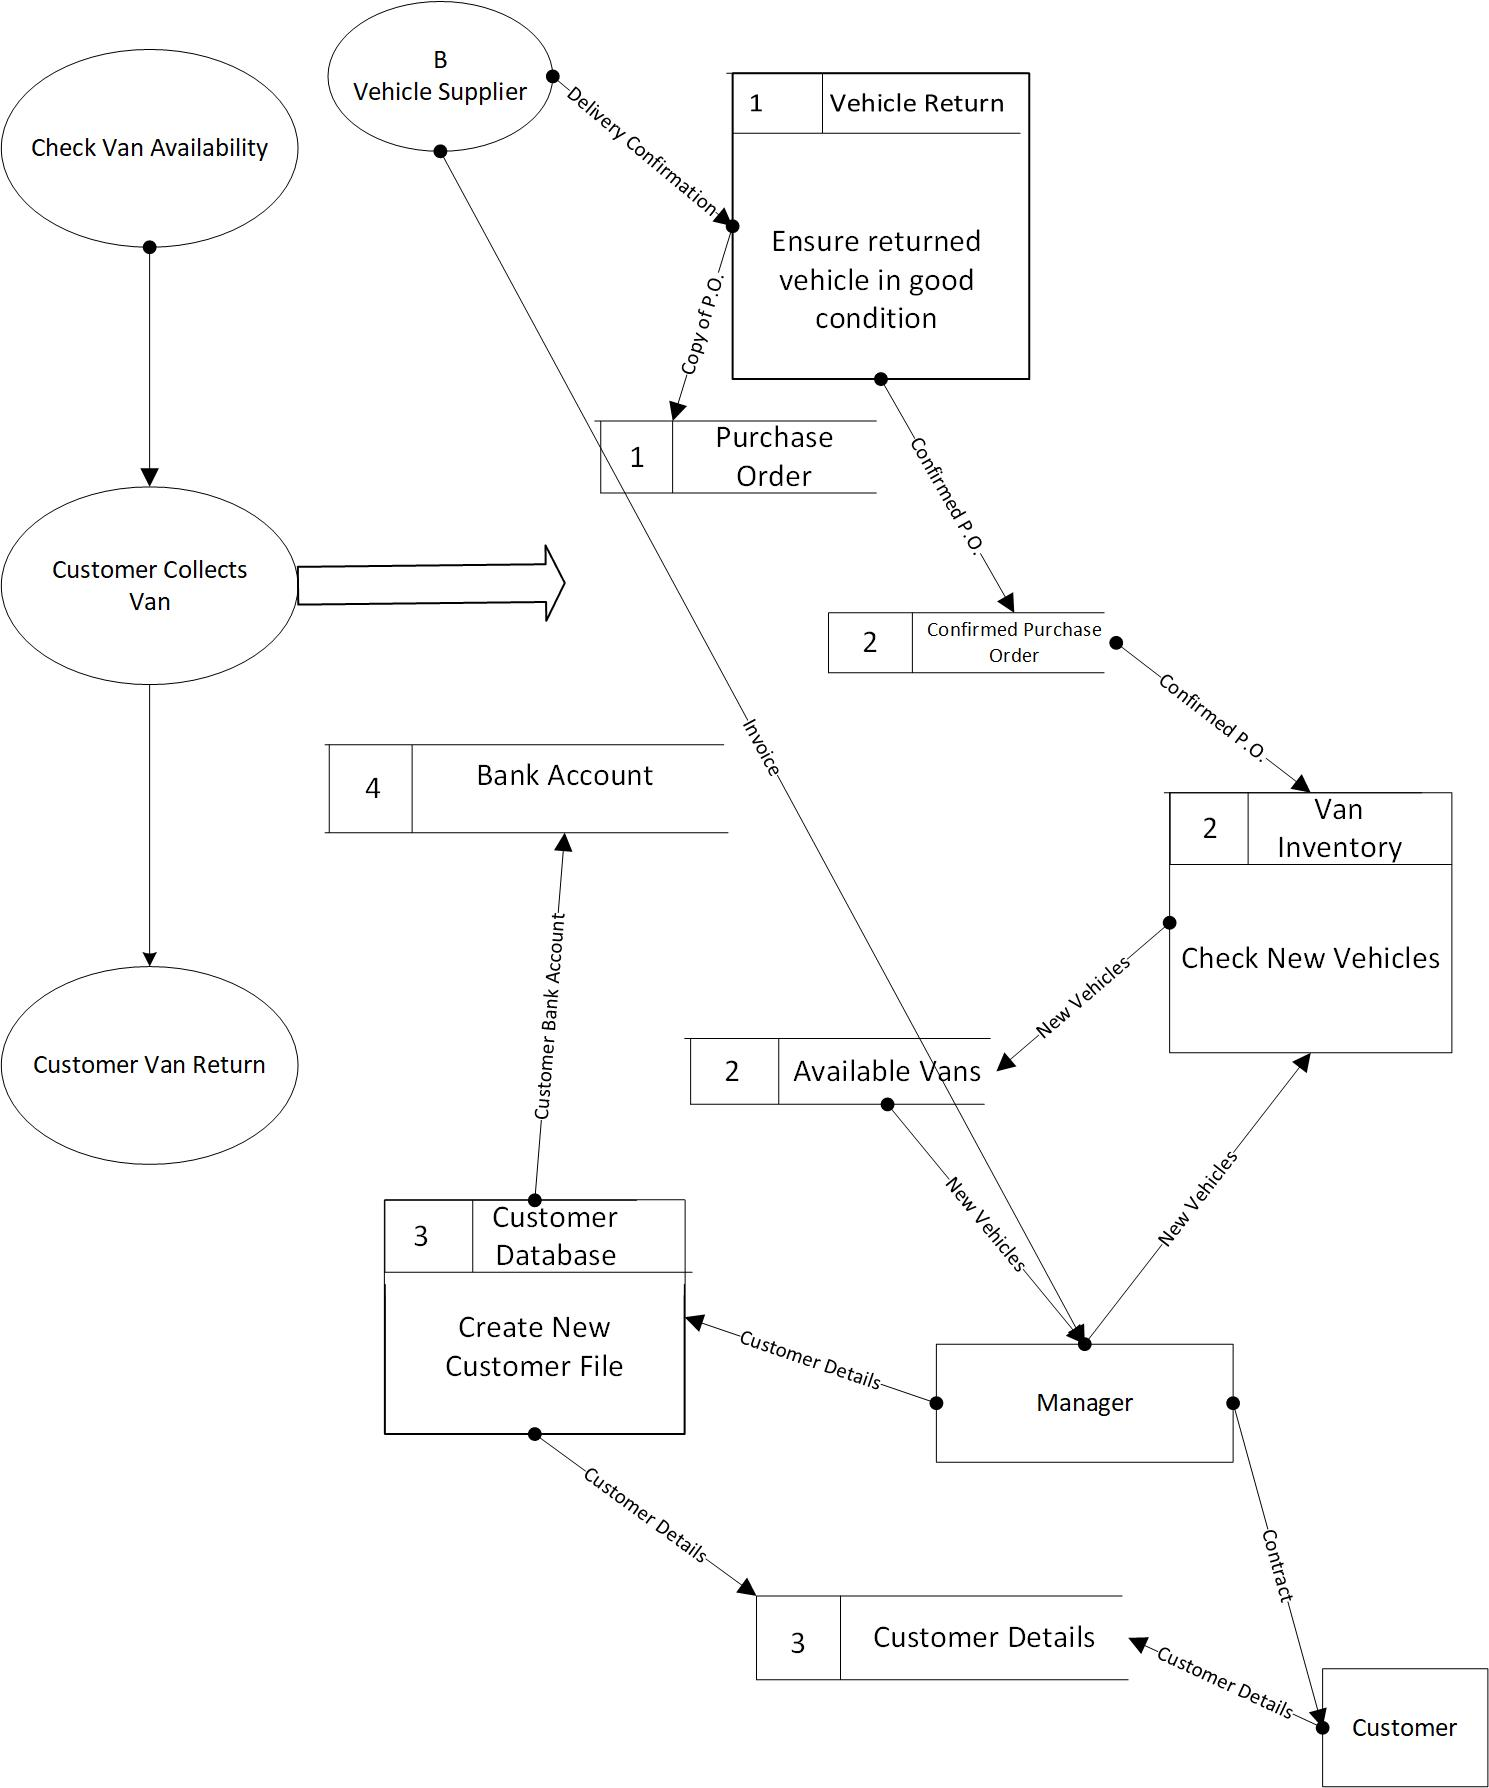 B
Vehicle Supplier
Check Van Availability
Delivery Confirmation
1
Vehicle Return
Ensure returned
vehicle in good
condition
Copy of P.O.
1
Purchase
Order
Confirmed P.O.
Customer Collects
Van
2
Confirmed Purchase
Order
Confirmed P.O.
Invoice
4
Bank Account
2
Van
Inventory
Check New Vehicles
Customer Bank Account
New Vehicles
Customer Van Return
2
Available Vans
New Vehicles
New Vehicles
3
Customer
Database
Create New
Customer File
Customer Details
Manager
Customer Details
Contract
3
Customer Details
Customer Details
Customer